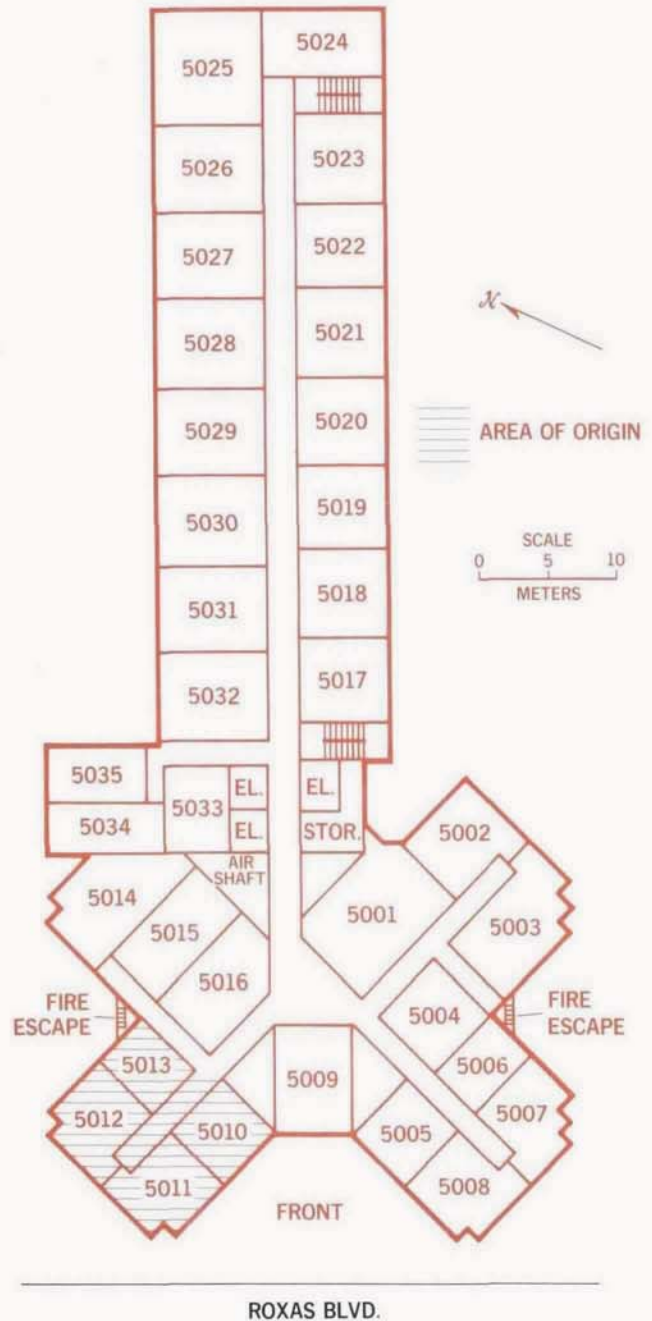 5024
5025
5023
5026
5022
5027
N
5021
5028
5020
AREA OF ORIGIN
5029
5019
5030
SCALE
0 5 10
METERS
5018
5031
5017
5032
5035
EL.
EL.
5033
5034
EL.
STOR.
5002
AIR
SHAFT
5014
5001
5015
5003
5016
FIRE
ESCAPE
5004
FIRE
ESCAPE
5013
5006
5009
5012
5010
5005
5007
5011
5008
FRONT
ROXAS BLVD.